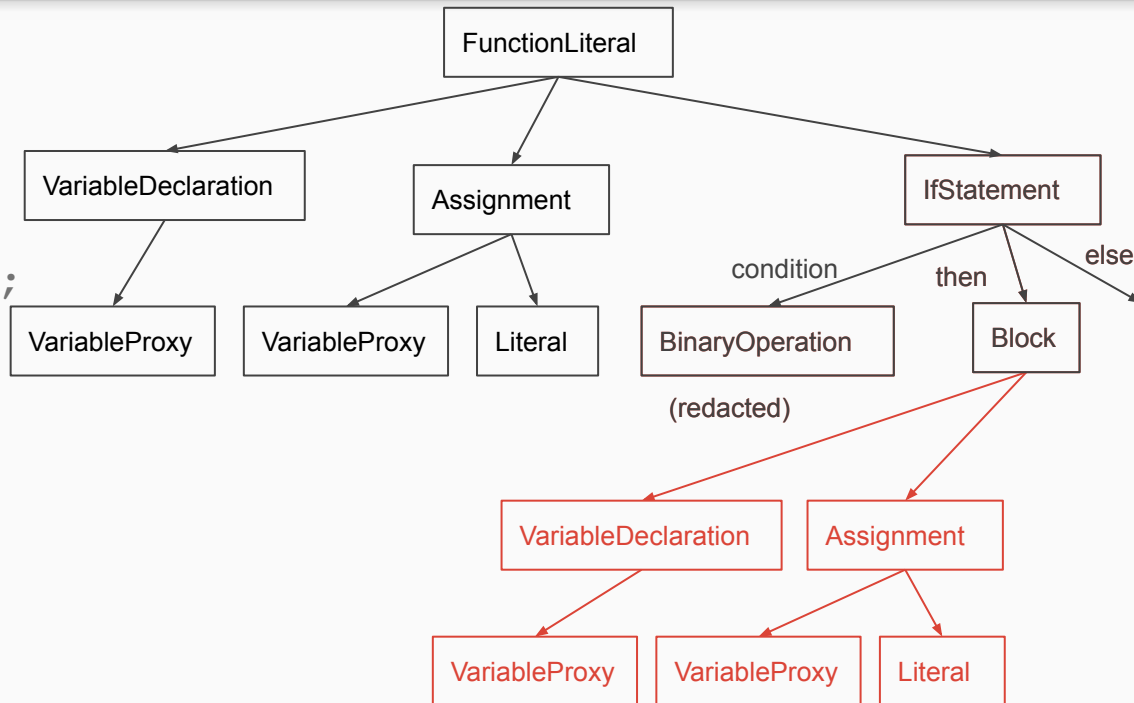 FunctionLiteral
VariableDeclaration
Assignment
IfStatement
condition
then
else
;
VariableProxy
VariableProxy
Literal
BinaryOperation
Block
(redacted)
VariableDeclaration
Assignment
VariableProxy
VariableProxy
Literal